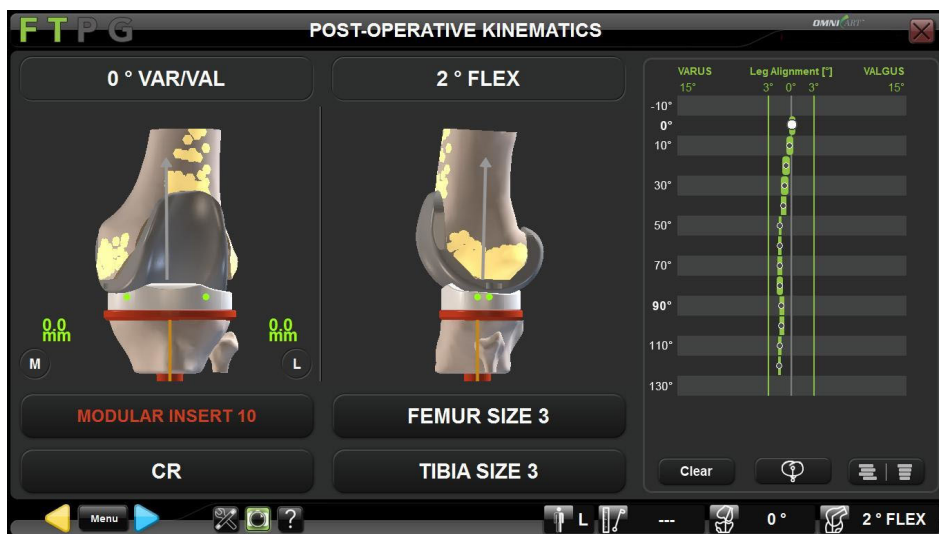 FTPG
POST-OPERATIVE KINEMATICS
OMNI ART™
0 ° VAR/VAL
2 ° FLEX
VARUS Leg Alignment [°] VALGUS
15° 3° 0° 3° 15°
-10°
0°
10°
30°
50°
70°
90°
110°
130°
0.0 mm
0.0 mm
M
L
MODULAR INSERT 10
FEMUR SIZE 3
CR
TIBIA SIZE 3
Clear
Menu
?
L
---
0 °
2 ° FLEX